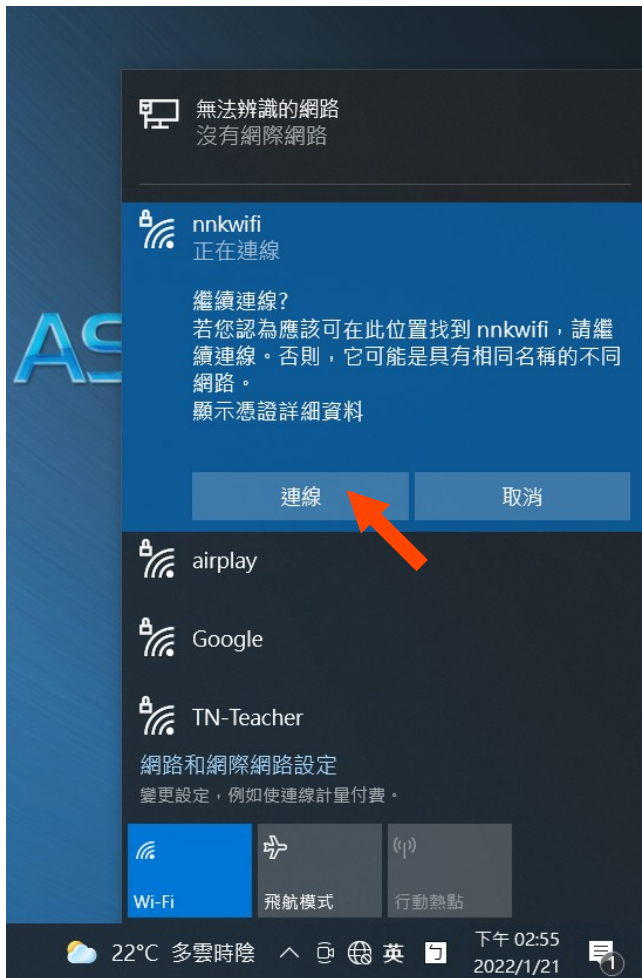 無法辨識的網路
沒有網際網路
nnkwifi
正在連線
繼續連線?
若您認為應該可在此位置找到 nnkwifi，請繼
續連線。否則，它可能是具有相同名稱的不同
網路。
顯示憑證詳細資料
連線
取消
AS
airplay
Google
TN-Teacher
網路和網際網路設定
變更設定，例如使連線計量付費。
Wi-Fi
飛航模式
行動熱點
22°C 多雲時陰
英
ㄅ
下午 02:55
2022/1/21
1